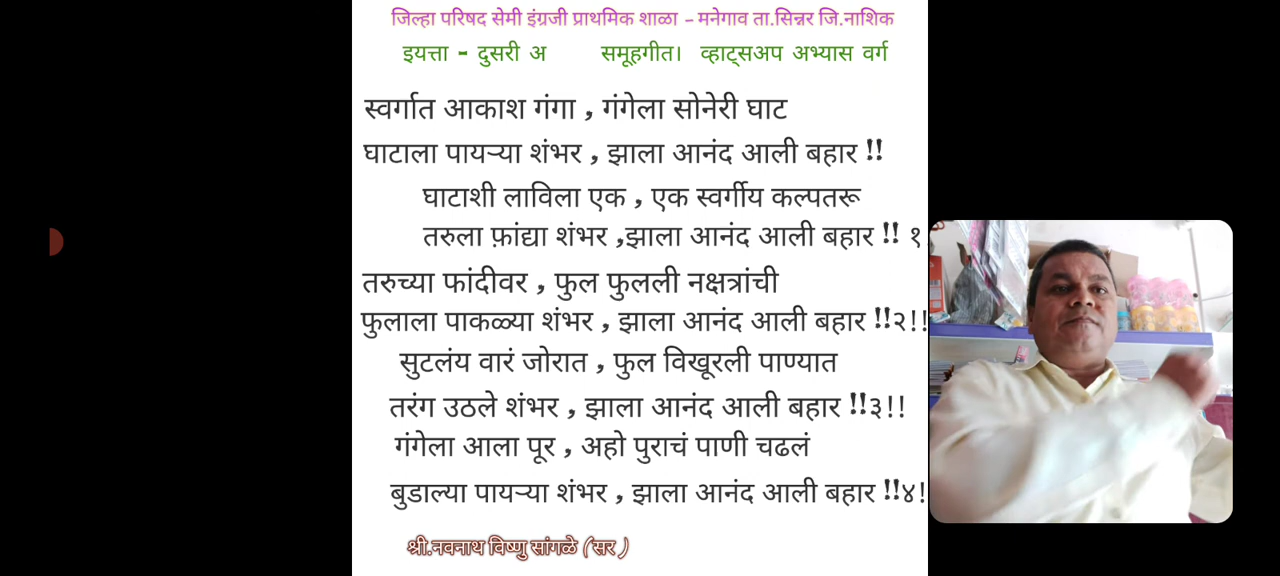 जिल्हा परिषद सेमी इंग्रजी प्राथमिक शाळा - मनेगाव ता.सिन्नर जि.नाशिक
इयत्ता - दुसरी अ समूहगीत। व्हाट्सअप अभ्यास वर्ग
स्वर्गात आकाश गंगा , गंगेला सोनेरी घाट
घाटाला पायऱ्या शंभर , झाला आनंद आली बहार !!
घाटाशी लाविला एक , एक स्वर्गीय कल्पतरू
तरुला फ़ांद्या शंभर ,झाला आनंद आली बहार !! १
तरुच्या फांदीवर , फुल फुलली नक्षत्रांची
फुलाला पाकळ्या शंभर , झाला आनंद आली बहार !!२!!
सुटलंय वारं जोरात , फुल विखूरली पाण्यात
तरंग उठले शंभर , झाला आनंद आली बहार !!३!!
गंगेला आला पूर , अहो पुराचं पाणी चढलं
बुडाल्या पायऱ्या शंभर , झाला आनंद आली बहार !!४!
श्री.नवनाथ विष्णु सांगळे (सर)